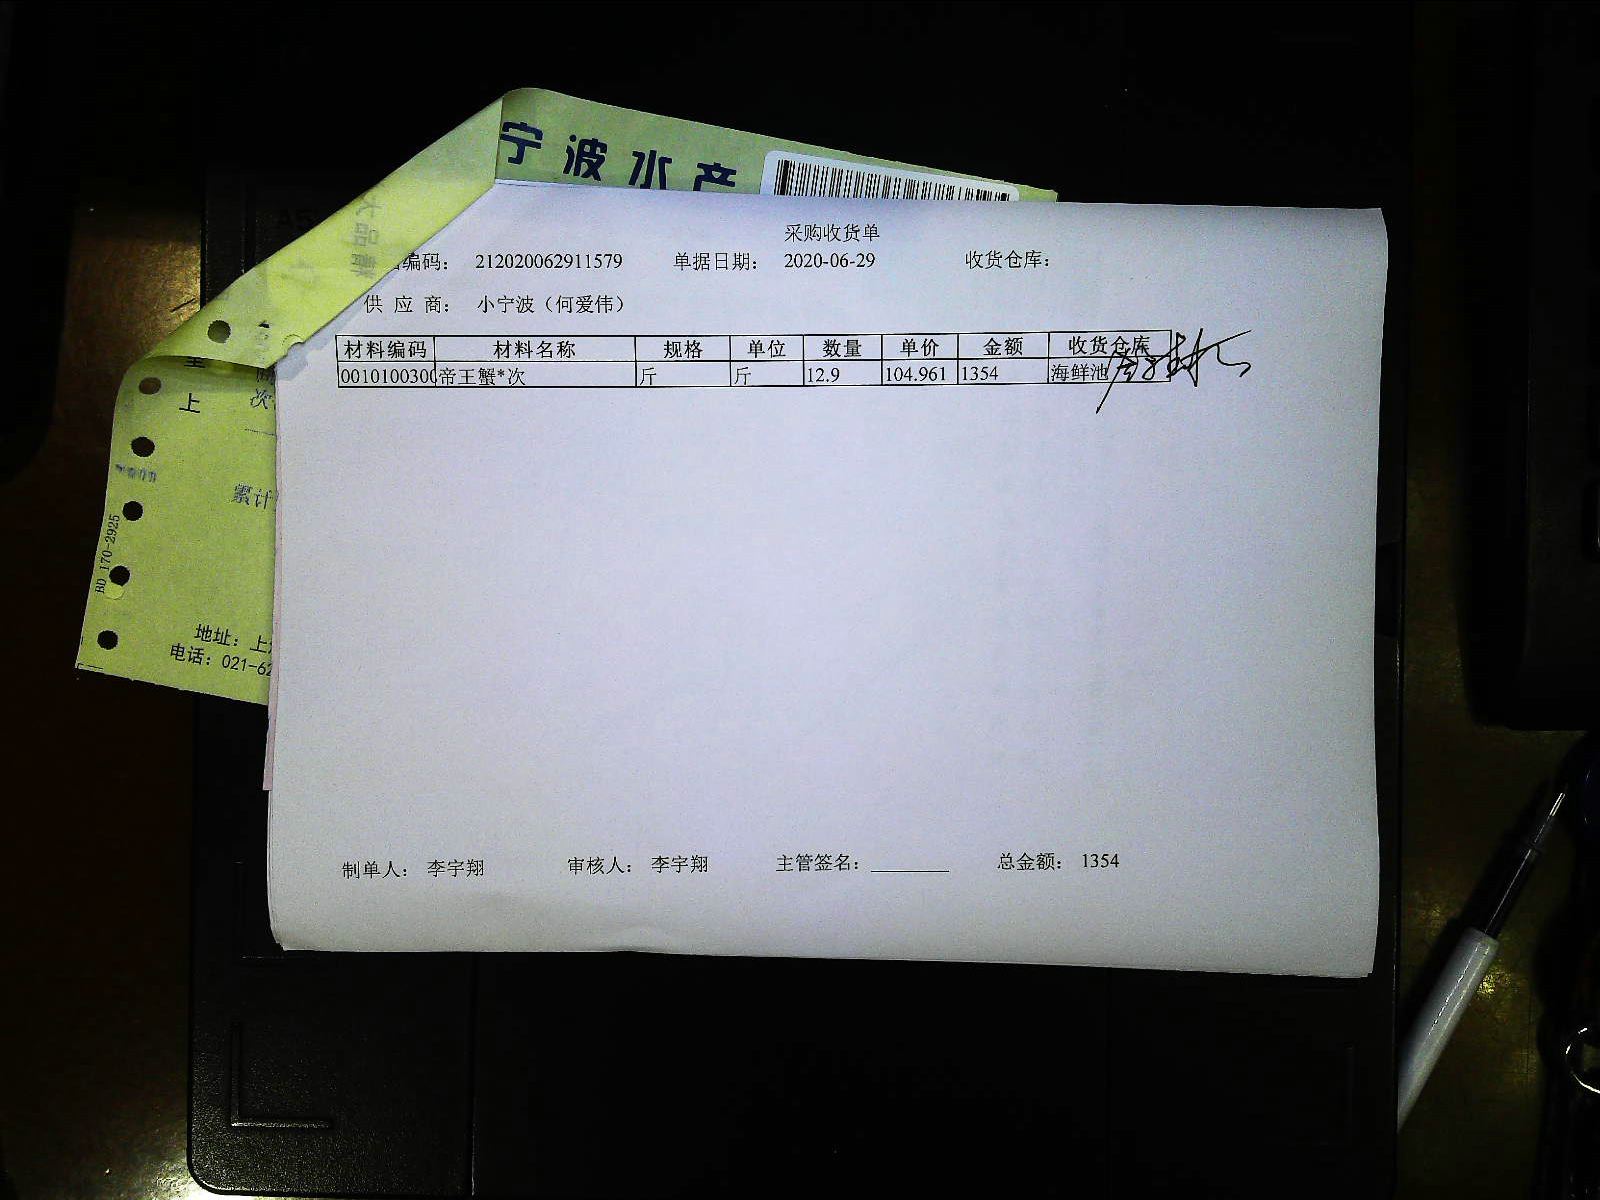 宁波水产
采购收货单
编码： 212020062911579 单据日期： 2020-06-29 收货仓库：
供 应 商： 小宁波（何爱伟）
材料编码 材料名称 规格 单位 数量 单价 金额 收货仓库
0010100300 帝王蟹*次 斤 斤 12.9 104.961 1354 海鲜池
上 次
累计
BD 170-2925
地址：上
电话：021-62
制单人： 李宇翔 审核人： 李宇翔 主管签名： 总金额： 1354